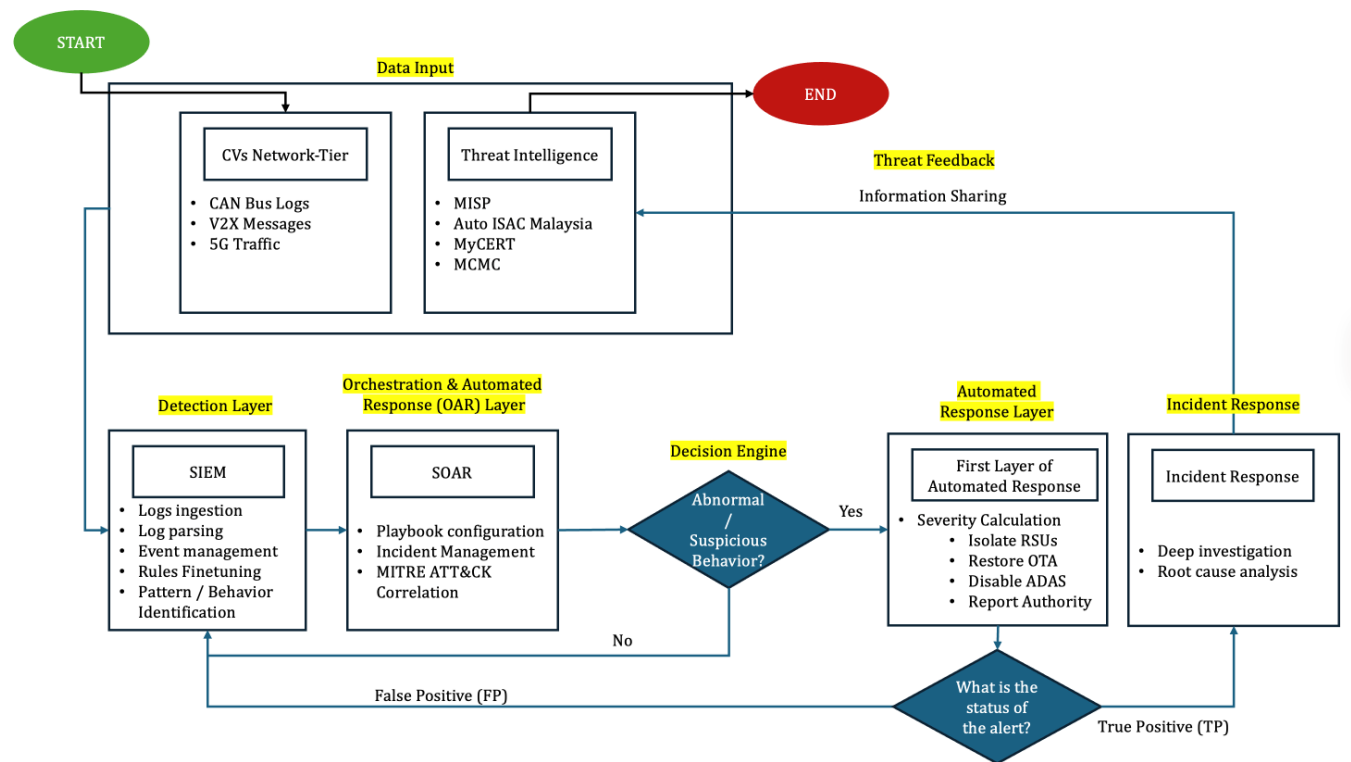 START
Data Input
END
CVs Network-Tier
• CAN Bus Logs
• V2X Messages
• 5G Traffic
Threat Intelligence
• MISP
• Auto ISAC Malaysia
• MyCERT
• MCMC
Threat Feedback
Information Sharing
Detection Layer
SIEM
• Logs ingestion
• Log parsing
• Event management
• Rules Finetuning
• Pattern / Behavior
Identification
Orchestration & Automated
Response (OAR) Layer
SOAR
• Playbook configuration
• Incident Management
• MITRE ATT&CK
Correlation
Decision Engine
Abnormal
/
Suspicious
Behavior?
Yes
No
Automated
Response Layer
First Layer of
Automated Response
• Severity Calculation
• Isolate RSUs
• Restore OTA
• Disable ADAS
• Report Authority
Incident Response
Incident Response
• Deep investigation
• Root cause analysis
What is the
status of
the alert?
False Positive (FP)
True Positive (TP)